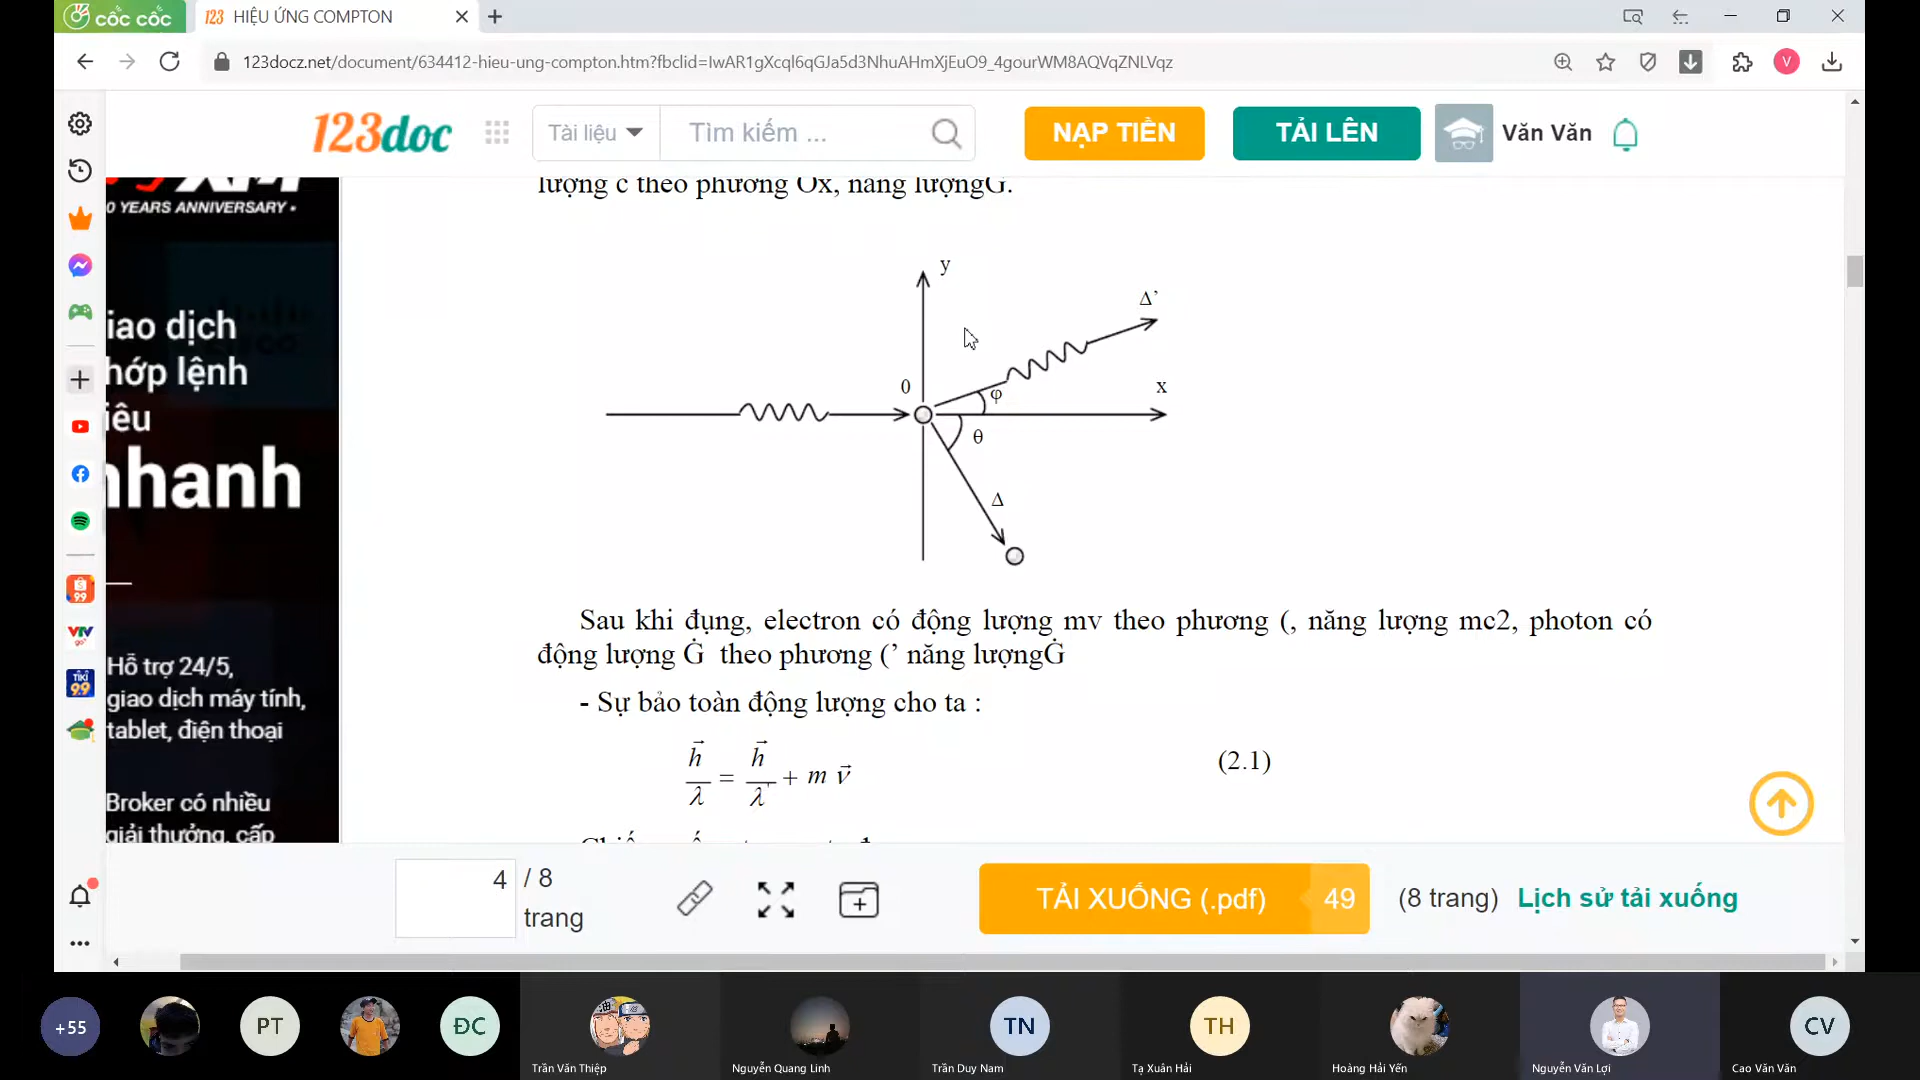 cốc cốc
123 HIỆU ỨNG COMPTON
123docz.net/document/634412-hieu-ung-compton.htm?fbclid=IwAR1gXcql6qGJa5d3NhuAHmXjEuO9_4gourWM8AQVqZNLVqz
V
123doc
Tài liệu
Tìm kiếm ...
NẠP TIỀN
TẢI LÊN
Văn Văn
0 YEARS ANNIVERSARY
iao dịch
hớp lệnh
iêu
nhanh
Hỗ trợ 24/5,
giao dịch máy tính,
tablet, điện thoại
Broker có nhiều
giải thưởng, cấp
lượng c theo phương Ox, năng lượngG.
y
Δ’
0
φ
x
θ
Δ
Sau khi đụng, electron có động lượng mv theo phương (, năng lượng mc2, photon có
động lượng Ġ theo phương (’ năng lượngĠ
- Sự bảo toàn động lượng cho ta :
h⃗/λ = h⃗/λ' + m v⃗ (2.1)
4 / 8
trang
TẢI XUỐNG (.pdf) 49
(8 trang)
Lịch sử tải xuống
+55
PT
ĐC
TN
TH
CV
Trần Văn Thiệp
Nguyễn Quang Linh
Trần Duy Nam
Tạ Xuân Hải
Hoàng Hải Yến
Nguyễn Văn Lợi
Cao Văn Văn